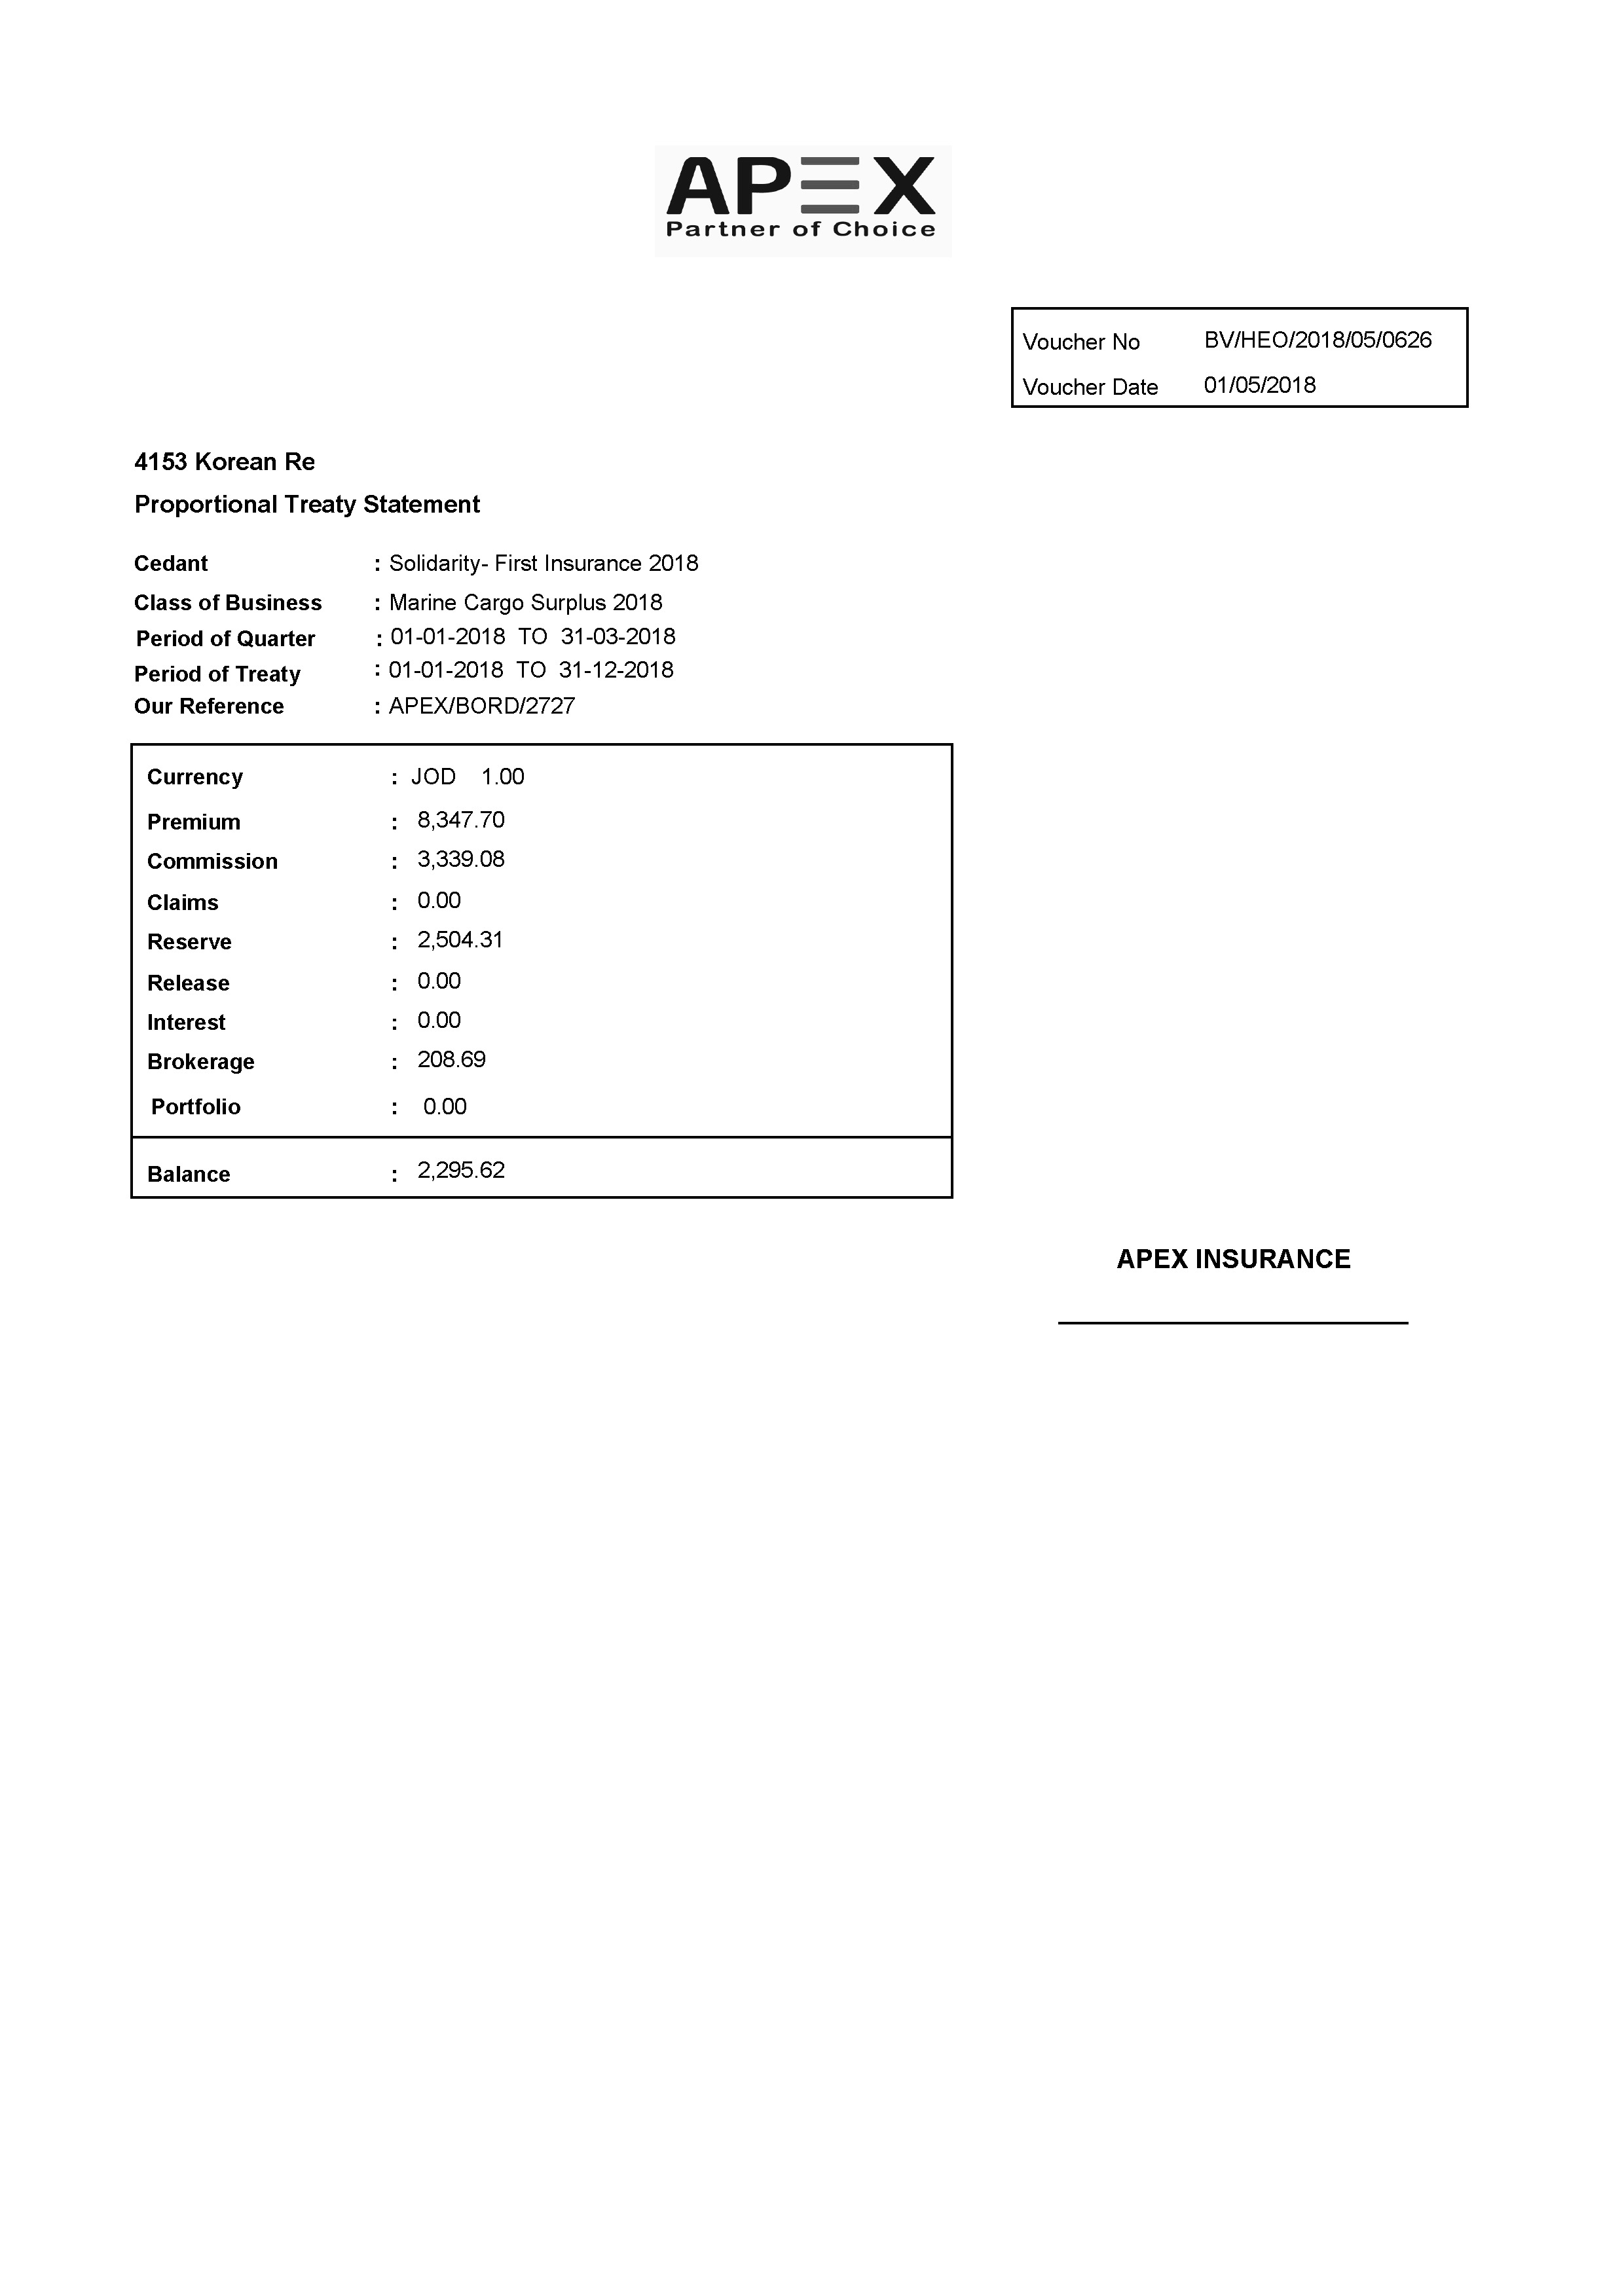 APEX
Partner of Choice
Voucher No BV/HEO/2018/05/0626
Voucher Date 01/05/2018
4153 Korean Re
Proportional Treaty Statement
Cedant : Solidarity- First Insurance 2018
Class of Business : Marine Cargo Surplus 2018
Period of Quarter : 01-01-2018 TO 31-03-2018
Period of Treaty : 01-01-2018 TO 31-12-2018
Our Reference : APEX/BORD/2727
Currency : JOD 1.00
Premium : 8,347.70
Commission : 3,339.08
Claims : 0.00
Reserve : 2,504.31
Release : 0.00
Interest : 0.00
Brokerage : 208.69
Portfolio : 0.00
Balance : 2,295.62
APEX INSURANCE